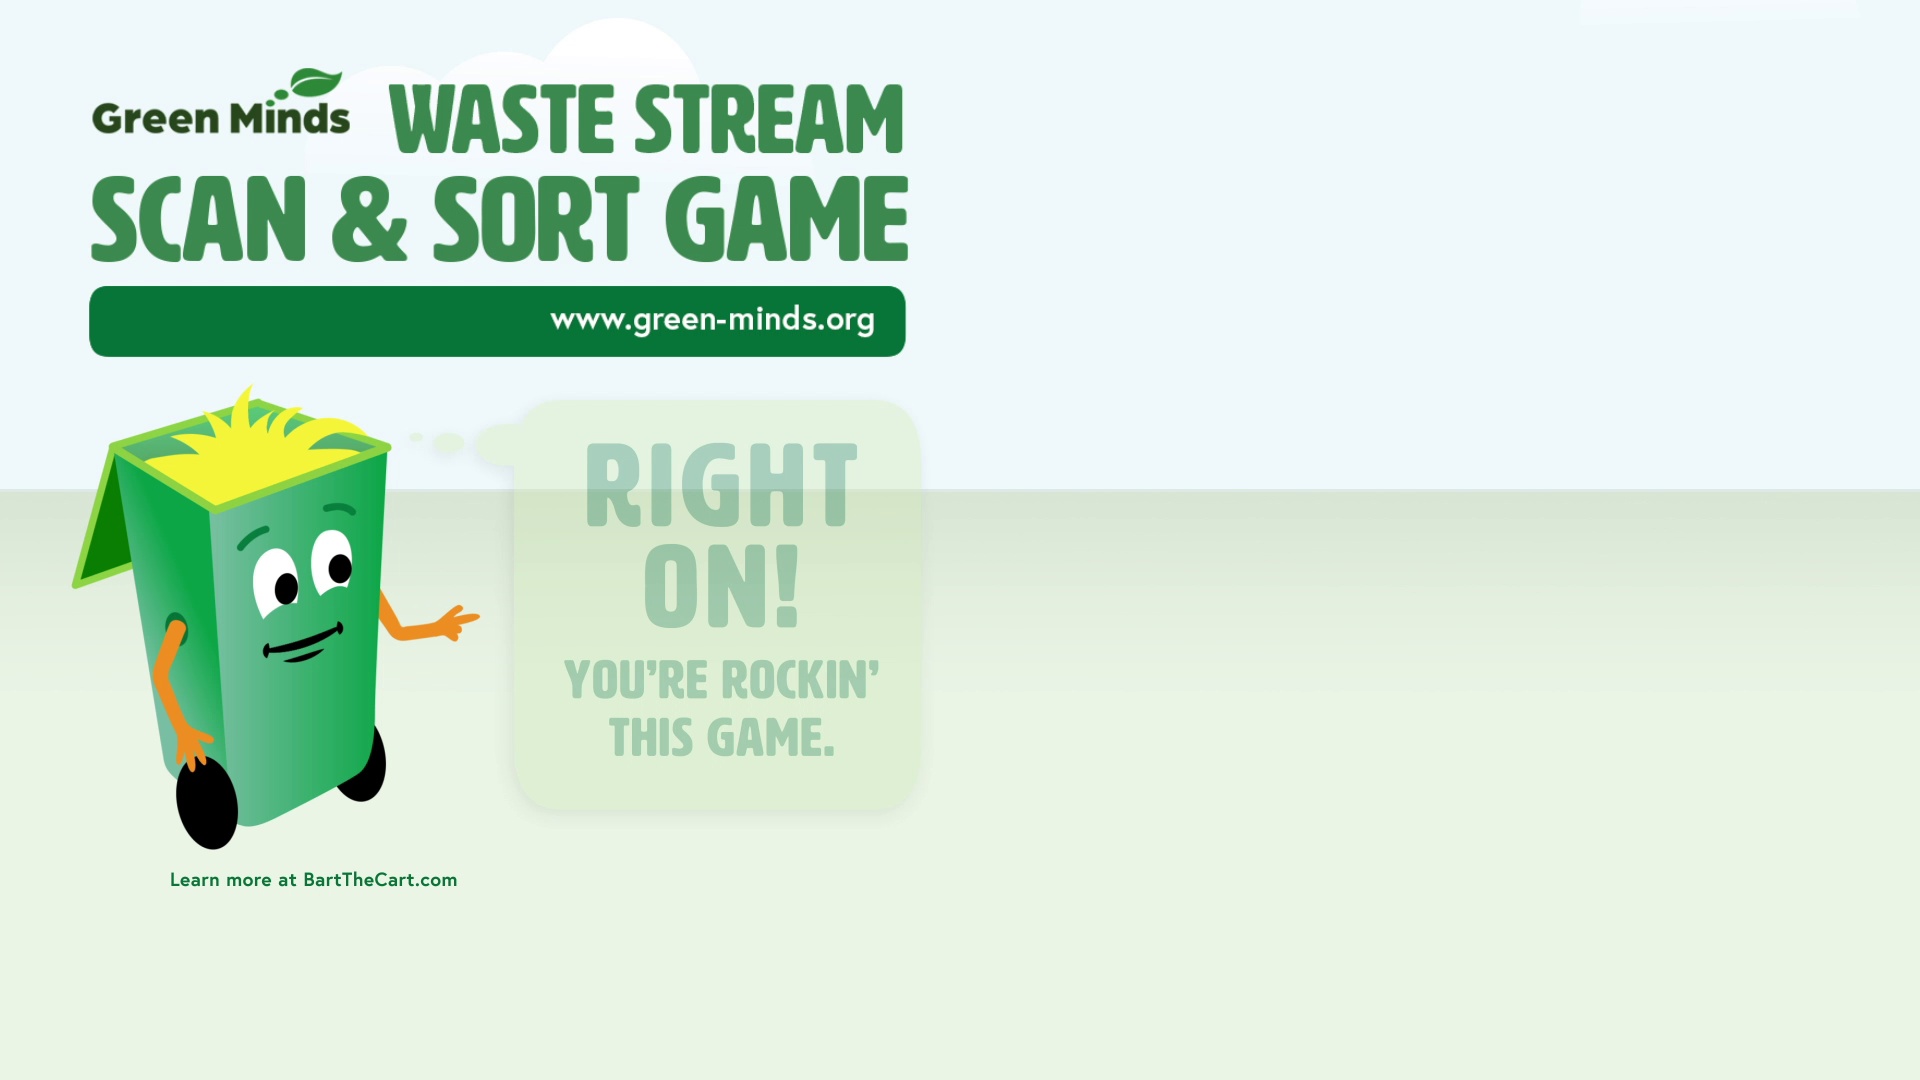 Green Minds WASTE STREAM
SCAN & SORT GAME
www.green-minds.org
RIGHT
ON!
YOU'RE ROCKIN'
THIS GAME.
Learn more at BartTheCart.com